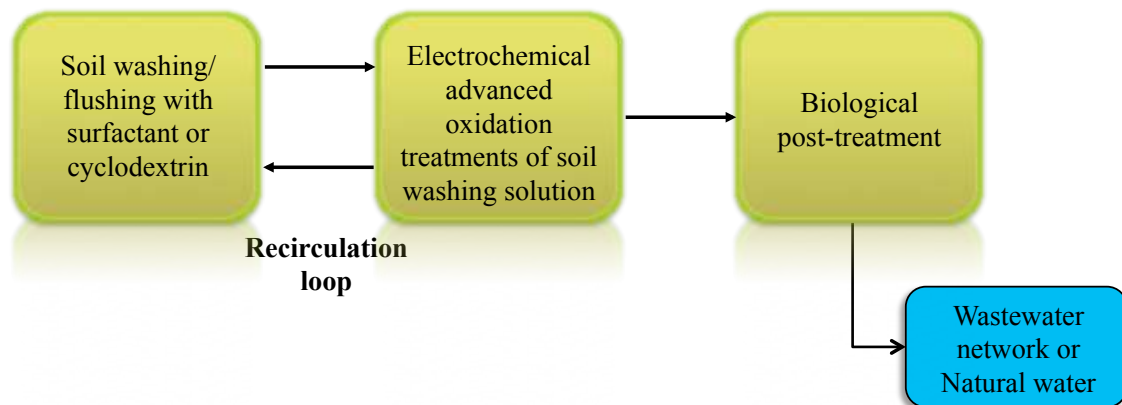 Soil washing/
flushing with
surfactant or
cyclodextrin
Electrochemical
advanced
oxidation
treatments of soil
washing solution
Biological
post-treatment
Recirculation
loop
Wastewater
network or
Natural water